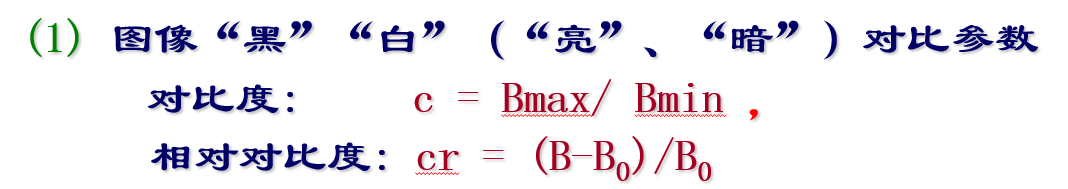 (1) 图像“黑”“白”(“亮”、“暗”) 对比参数
对比度: c = Bmax/ Bmin ,
相对对比度: cr = (B-B₀)/B₀